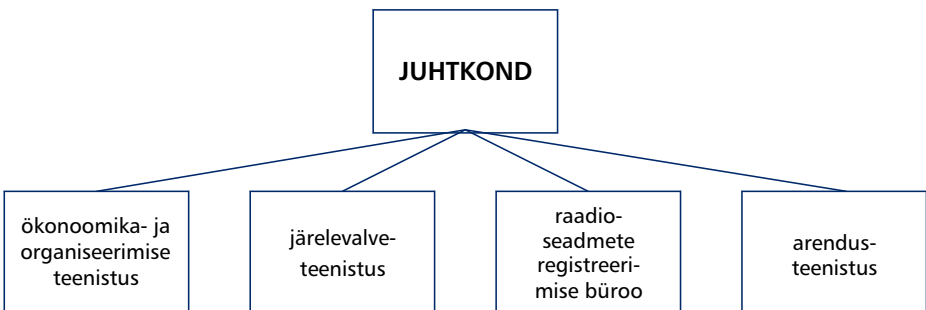 JUHTKOND
ökonoomika- ja
organiseerimise
teenistus
järelevalve-
teenistus
raadio-
seadmete
registreeri-
mise büroo
arendus-
teenistus